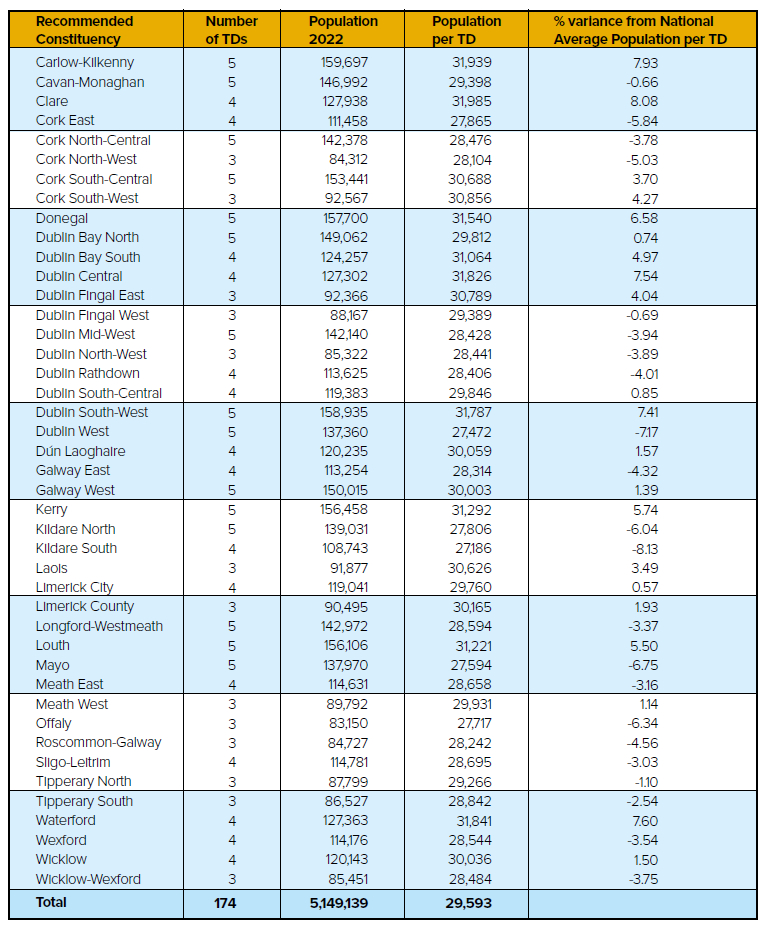 Recommended Constituency Number of TDs Population 2022 Population per TD % variance from National Average Population per TD
Carlow-Kilkenny 5 159,697 31,939 7.93
Cavan-Monaghan 5 146,992 29,398 -0.66
Clare 4 127,938 31,985 8.08
Cork East 4 111,458 27,865 -5.84
Cork North-Central 5 142,378 28,476 -3.78
Cork North-West 3 84,312 28,104 -5.03
Cork South-Central 5 153,441 30,688 3.70
Cork South-West 3 92,567 30,856 4.27
Donegal 5 157,700 31,540 6.58
Dublin Bay North 5 149,062 29,812 0.74
Dublin Bay South 4 124,257 31,064 4.97
Dublin Central 4 127,302 31,826 7.54
Dublin Fingal East 3 92,366 30,789 4.04
Dublin Fingal West 3 88,167 29,389 -0.69
Dublin Mid-West 5 142,140 28,428 -3.94
Dublin North-West 3 85,322 28,441 -3.89
Dublin Rathdown 4 113,625 28,406 -4.01
Dublin South-Central 4 119,383 29,846 0.85
Dublin South-West 5 158,935 31,787 7.41
Dublin West 5 137,360 27,472 -7.17
Dún Laoghaire 4 120,235 30,059 1.57
Galway East 4 113,254 28,314 -4.32
Galway West 5 150,015 30,003 1.39
Kerry 5 156,458 31,292 5.74
Kildare North 5 139,031 27,806 -6.04
Kildare South 4 108,743 27,186 -8.13
Laois 3 91,877 30,626 3.49
Limerick City 4 119,041 29,760 0.57
Limerick County 3 90,495 30,165 1.93
Longford-Westmeath 5 142,972 28,594 -3.37
Louth 5 156,106 31,221 5.50
Mayo 5 137,970 27,594 -6.75
Meath East 4 114,631 28,658 -3.16
Meath West 3 89,792 29,931 1.14
Offaly 3 83,150 27,717 -6.34
Roscommon-Galway 3 84,727 28,242 -4.56
Sligo-Leitrim 4 114,781 28,695 -3.03
Tipperary North 3 87,799 29,266 -1.10
Tipperary South 3 86,527 28,842 -2.54
Waterford 4 127,363 31,841 7.60
Wexford 4 114,176 28,544 -3.54
Wicklow 4 120,143 30,036 1.50
Wicklow-Wexford 3 85,451 28,484 -3.75
Total 174 5,149,139 29,593